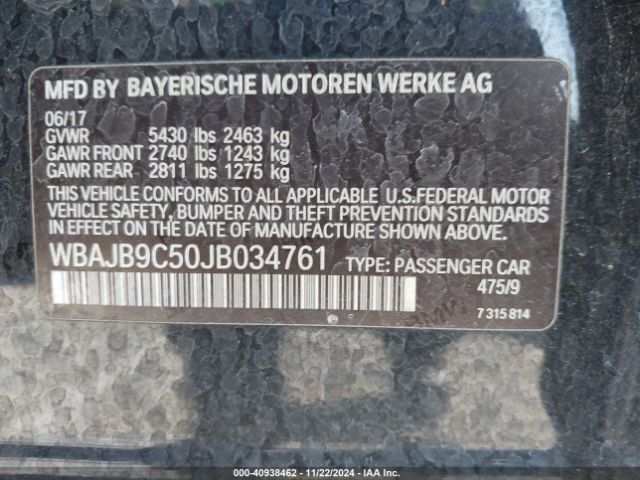 MFD BY BAYERISCHE MOTOREN WERKE AG
06/17
GVWR 5430 lbs 2463 kg
GAWR FRONT 2740 lbs 1243 kg
GAWR REAR 2811 lbs 1275 kg
THIS VEHICLE CONFORMS TO ALL APPLICABLE U.S.FEDERAL MOTOR
VEHICLE SAFETY, BUMPER AND THEFT PREVENTION STANDARDS
IN EFFECT ON THE DATE OF MANUFACTURE SHOWN ABOVE.
WBAJB9C50JB034761 TYPE: PASSENGER CAR
475/9
7 315 814
000-40938462 - 11/22/2024 - IAA Inc.